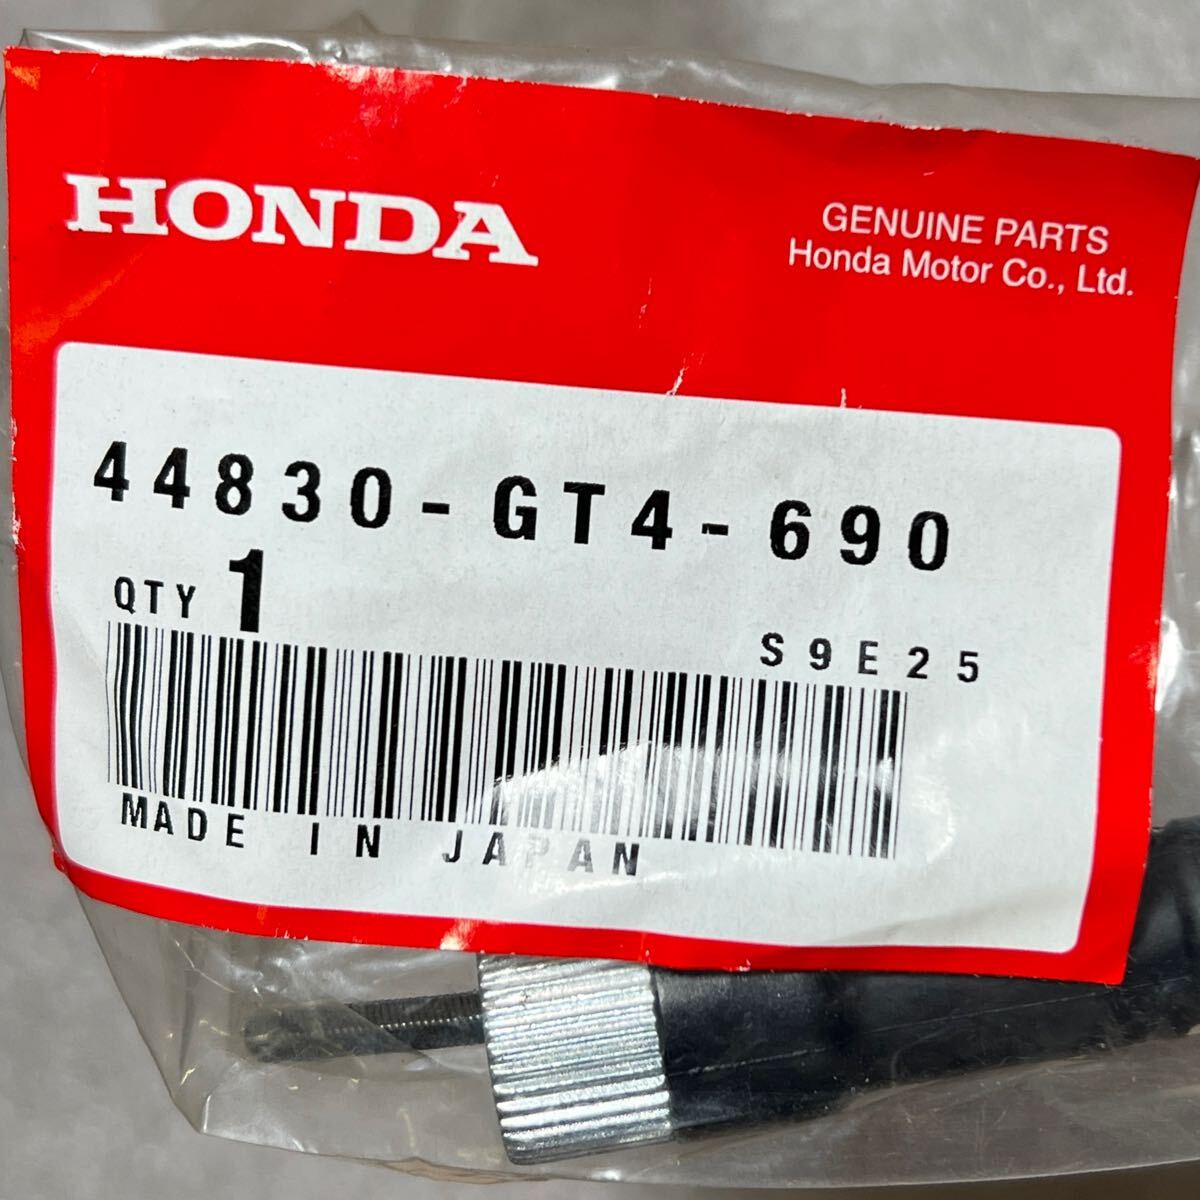 HONDA
GENUINE PARTS
Honda Motor Co., Ltd.
44830-GT4-690
QTY 1
S9E25
MADE IN JAPAN